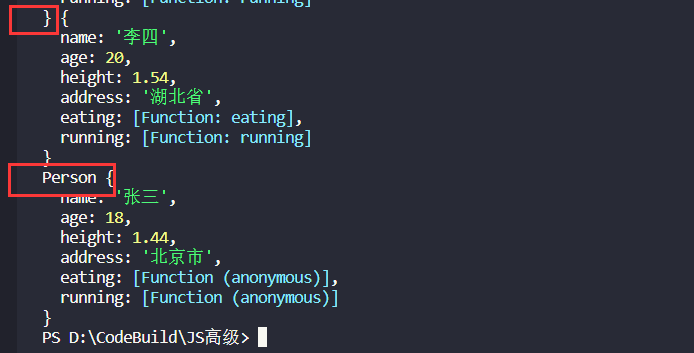 running: [Function: running]
} {
name: '李四',
age: 20,
height: 1.54,
address: '湖北省',
eating: [Function: eating],
running: [Function: running]
}
Person {
name: '张三',
age: 18,
height: 1.44,
address: '北京市',
eating: [Function (anonymous)],
running: [Function (anonymous)]
}
PS D:\CodeBuild\JS高级>